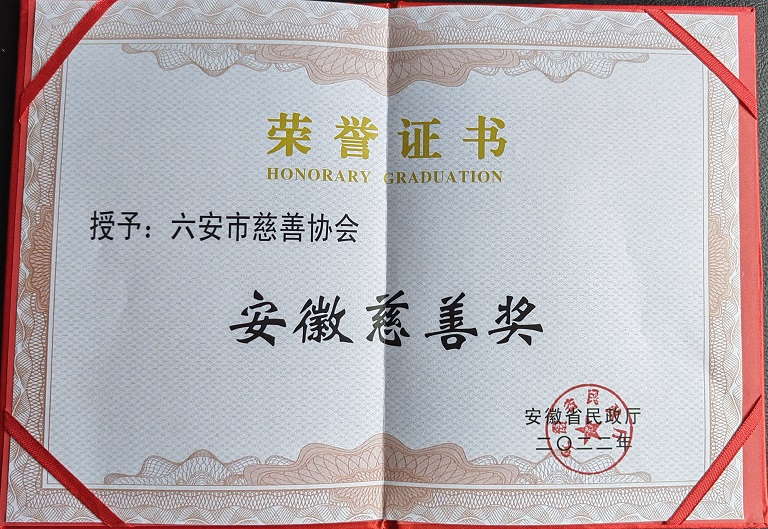 荣誉证书
HONORARY GRADUATION
授予：六安市慈善协会
安徽慈善奖
安徽省民政厅
二〇二二年